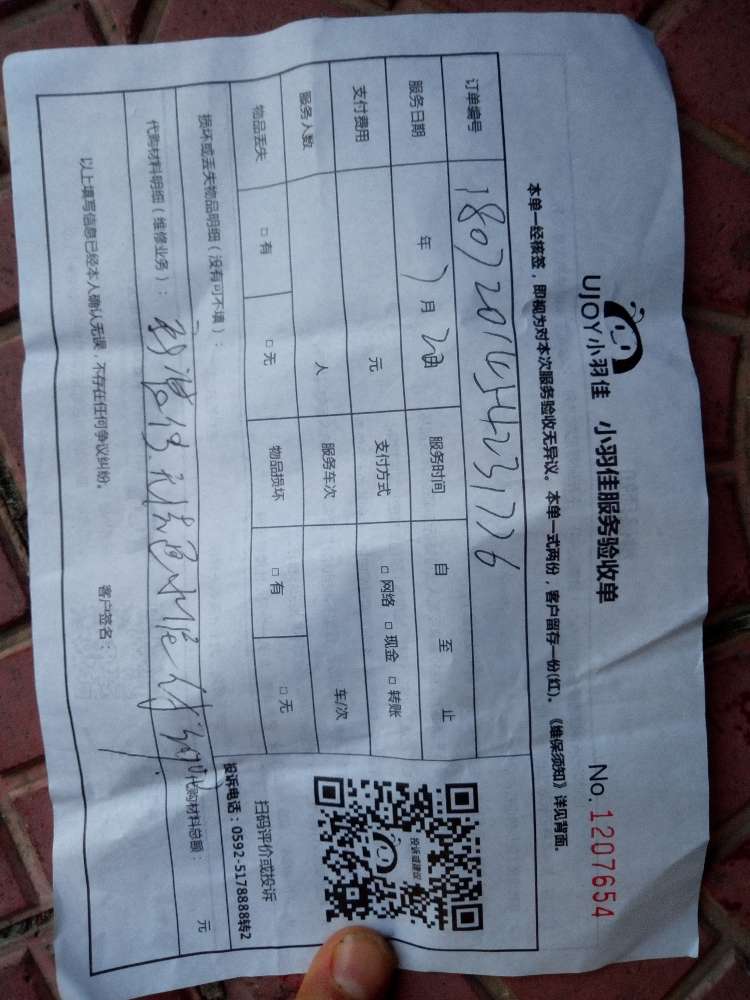 UJOY小羽佳 小羽佳服务验收单 No. 1207654
本单一经核签，即视为对本次服务验收无异议。本单一式两份，客户留存一份(红)。《维保须知》详见背面。
订单编号
服务日期 年 7 月 日 服务时间 自 至 止
支付费用 元 支付方式 □ 网络 □ 现金 □ 转账
服务人数 人 服务车次 车/次
物品丢失 □ 有 □ 无 物品损坏 □ 有 □ 无
投诉或建议
扫码评价或投诉
投诉电话：0592-5178888转2
损坏或丢失物品明细（没有可不填）：
代购材料明细（维修业务）： 代购材料总额： 元
以上填写信息已经本人确认无误，不存在任何争议纠纷。 客户签名：